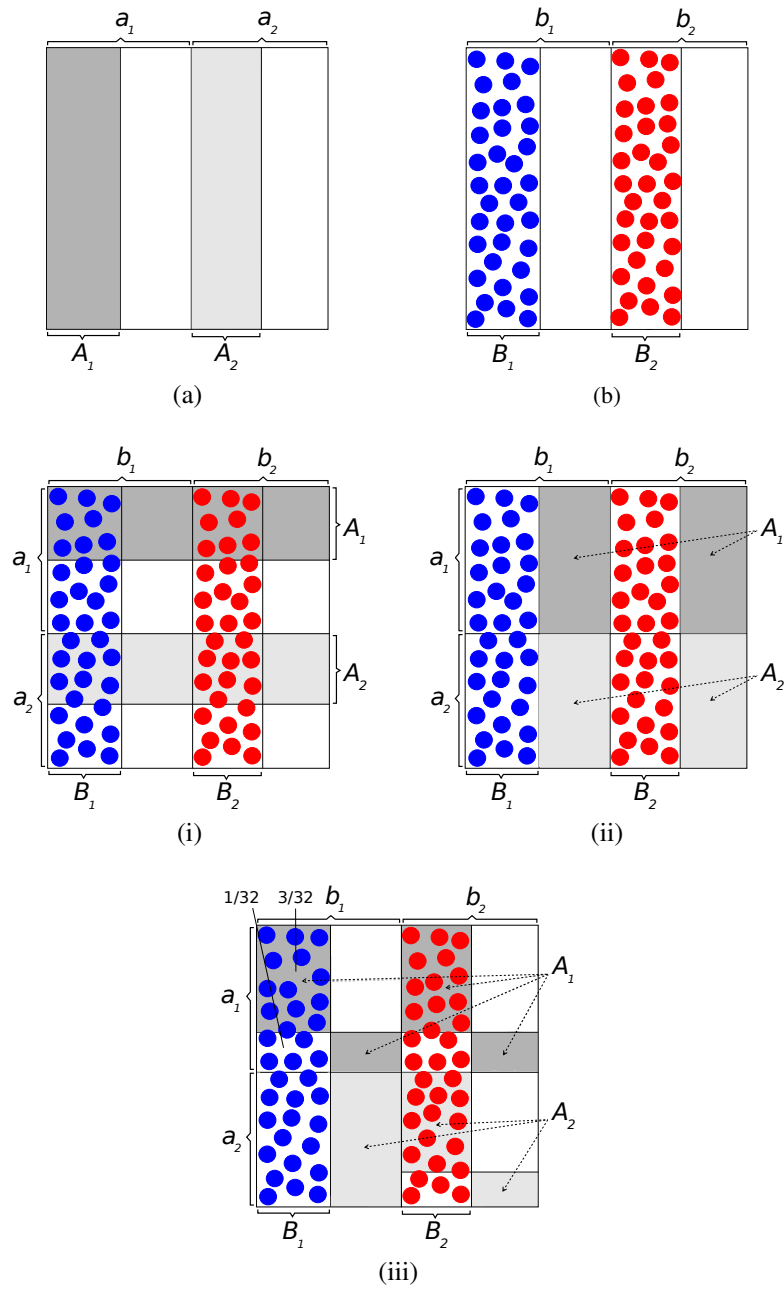 a₁ a₂ b₁ b₂
A₁ A₂ B₁ B₂
(a) (b)
b₁ b₂ b₁ b₂
a₁ A₁ a₁ A₁
a₂ A₂ a₂ A₂
B₁ B₂ B₁ B₂
(i) (ii)
1/32 3/32 b₁ b₂
a₁ A₁
a₂ A₂
B₁ B₂
(iii)